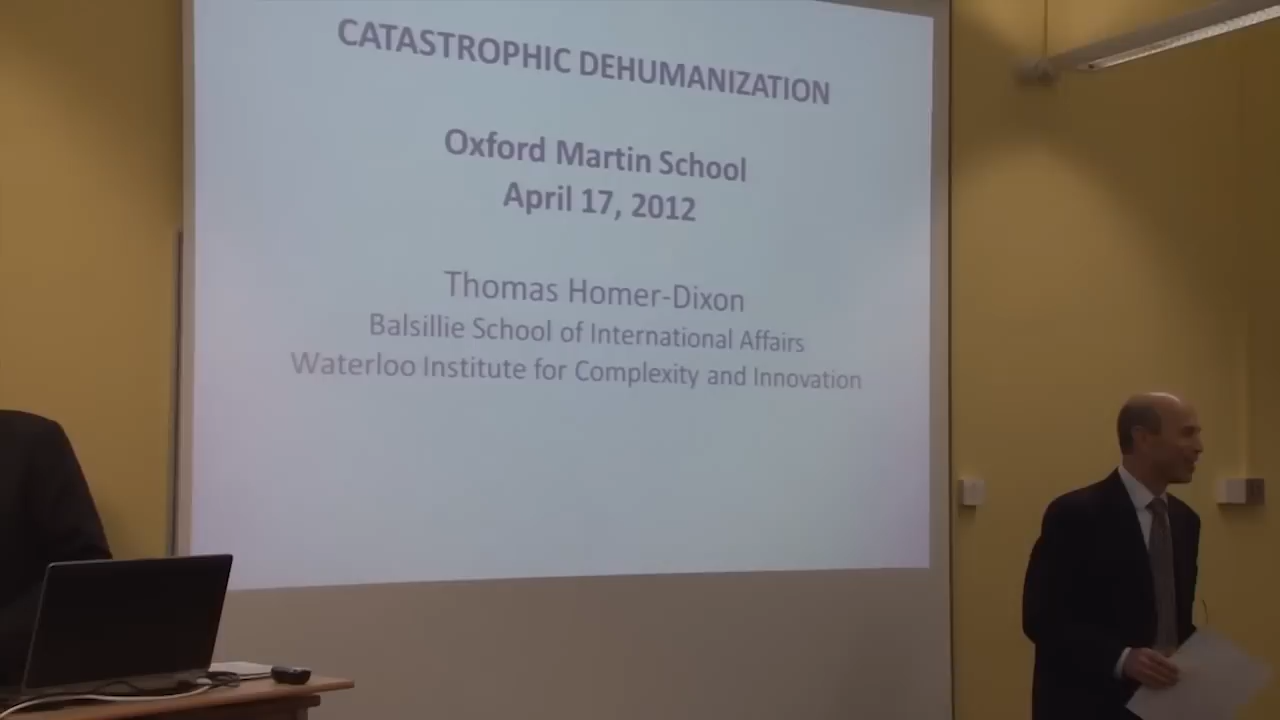 CATASTROPHIC DEHUMANIZATION
Oxford Martin School
April 17, 2012
Thomas Homer-Dixon
Balsillie School of International Affairs
Waterloo Institute for Complexity and Innovation